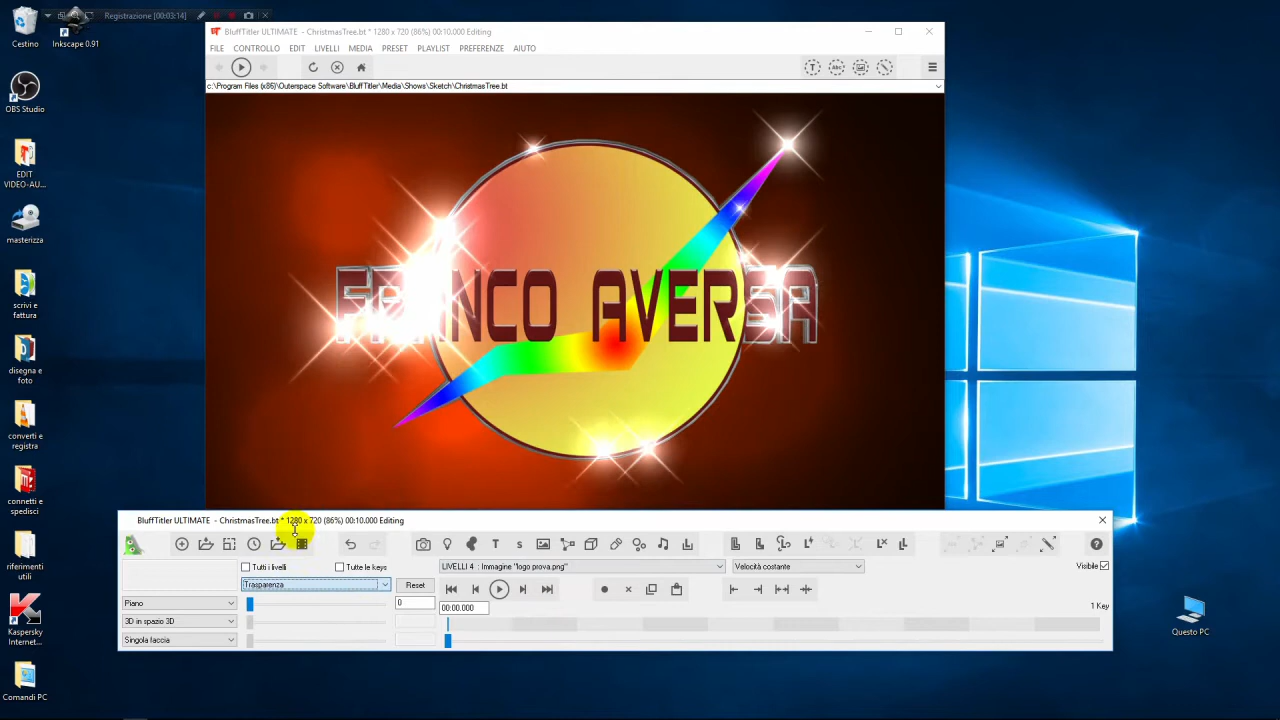 Registrazione [00:03:14]
Cestino
Inkscape 0.91
OBS Studio
EDIT
VIDEO-AU...
masterizza
scrivi e
fattura
disegna e
foto
converti e
registra
connetti e
spedisci
riferimenti
utili
Kaspersky
Internet...
Comandi PC
Questo PC
BluffTitler ULTIMATE - ChristmasTree.bt * 1280 x 720 (86%) 00:10.000 Editing
FILE CONTROLLO EDIT LIVELLI MEDIA PRESET PLAYLIST PREFERENZE AIUTO
c:\Program Files (x86)\Outerspace Software\BluffTitler\Media\Shows\Sketch\ChristmasTree.bt
FRANCO AVERSA
BluffTitler ULTIMATE - ChristmasTree.bt * 1280 x 720 (86%) 00:10.000 Editing
Tutti i livelli Tutte le keys LIVELLI 4 : Immagine "logo prova.png" Velocità costante Visibile
Trasparenza Reset
Piano 0 00:00.000 1 Key
3D in spazio 3D
Singola faccia